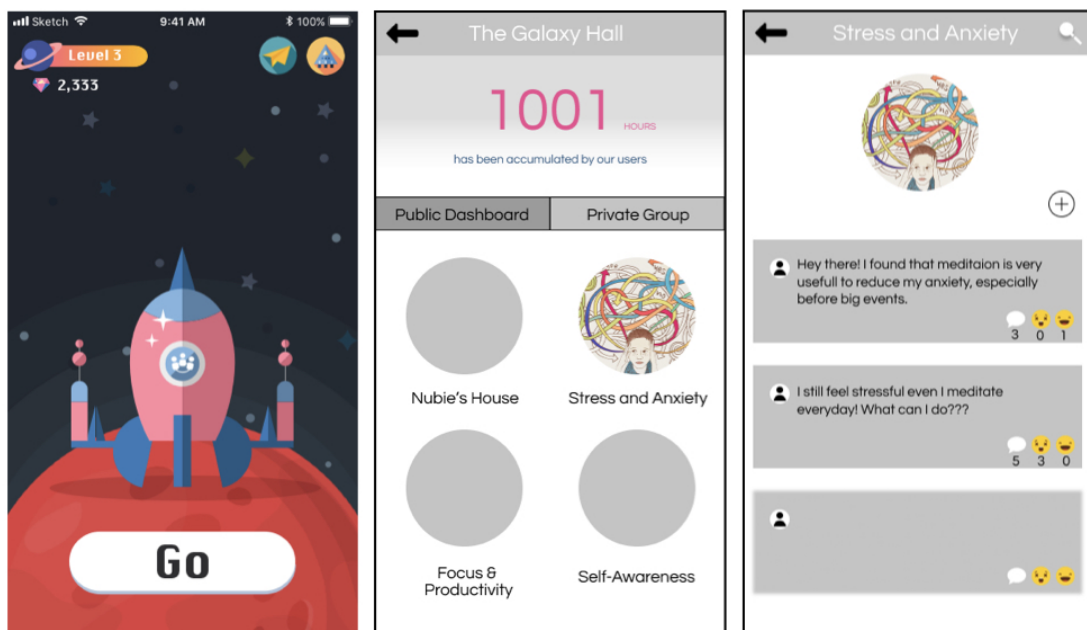 Sketch 9:41 AM 100%
Level 3
2,333
Go
The Galaxy Hall
1001 HOURS
has been accumulated by our users
Public Dashboard Private Group
Nubie's House Stress and Anxiety
Focus &
Productivity
Self-Awareness
Stress and Anxiety
Hey there! I found that meditaion is very
usefull to reduce my anxiety, especially
before big events.
3 0 1
I still feel stressful even I meditate
everyday! What can I do???
5 3 0